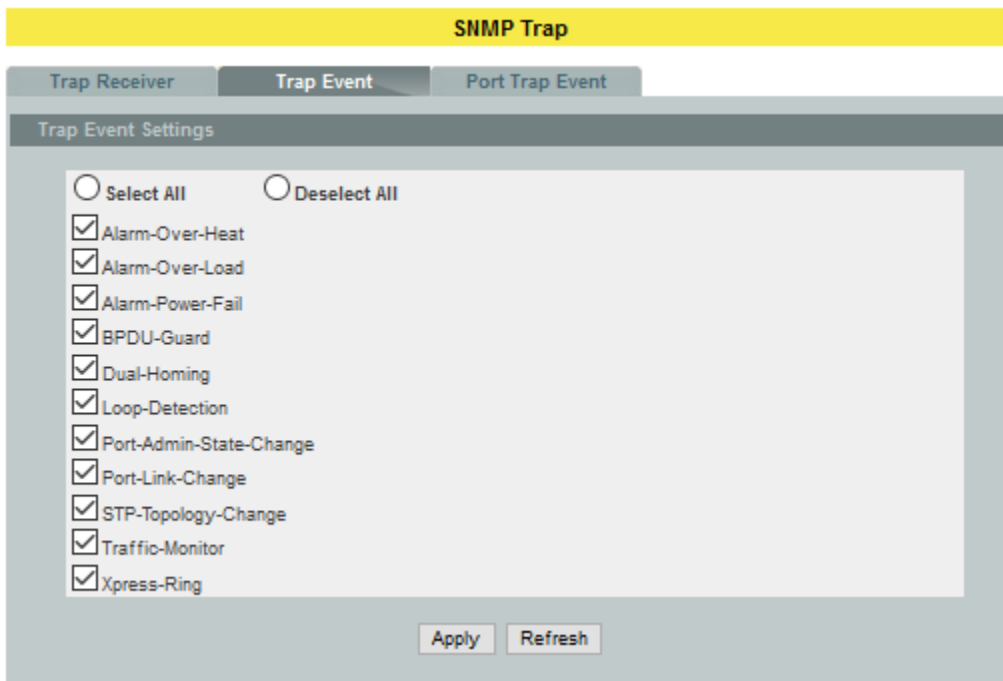 SNMP Trap
Trap Receiver Trap Event Port Trap Event
Trap Event Settings
Select All Deselect All
Alarm-Over-Heat
Alarm-Over-Load
Alarm-Power-Fail
BPDU-Guard
Dual-Homing
Loop-Detection
Port-Admin-State-Change
Port-Link-Change
STP-Topology-Change
Traffic-Monitor
Xpress-Ring
Apply Refresh